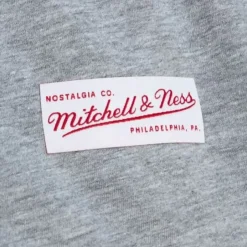 NOSTALGIA CO.
Mitchell & Ness
PHILADELPHIA, PA.